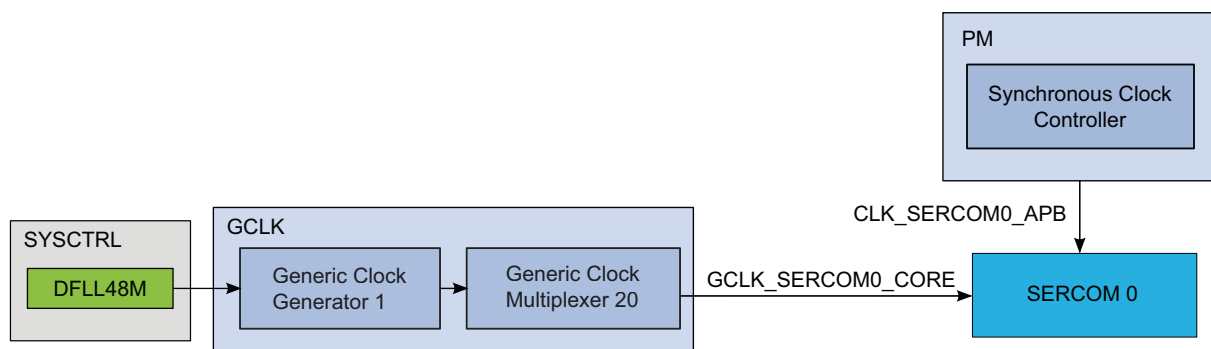 PM
Synchronous Clock
Controller
CLK_SERCOM0_APB
SYSCTRL
DFLL48M
GCLK
Generic Clock
Generator 1
Generic Clock
Multiplexer 20
GCLK_SERCOM0_CORE
SERCOM 0